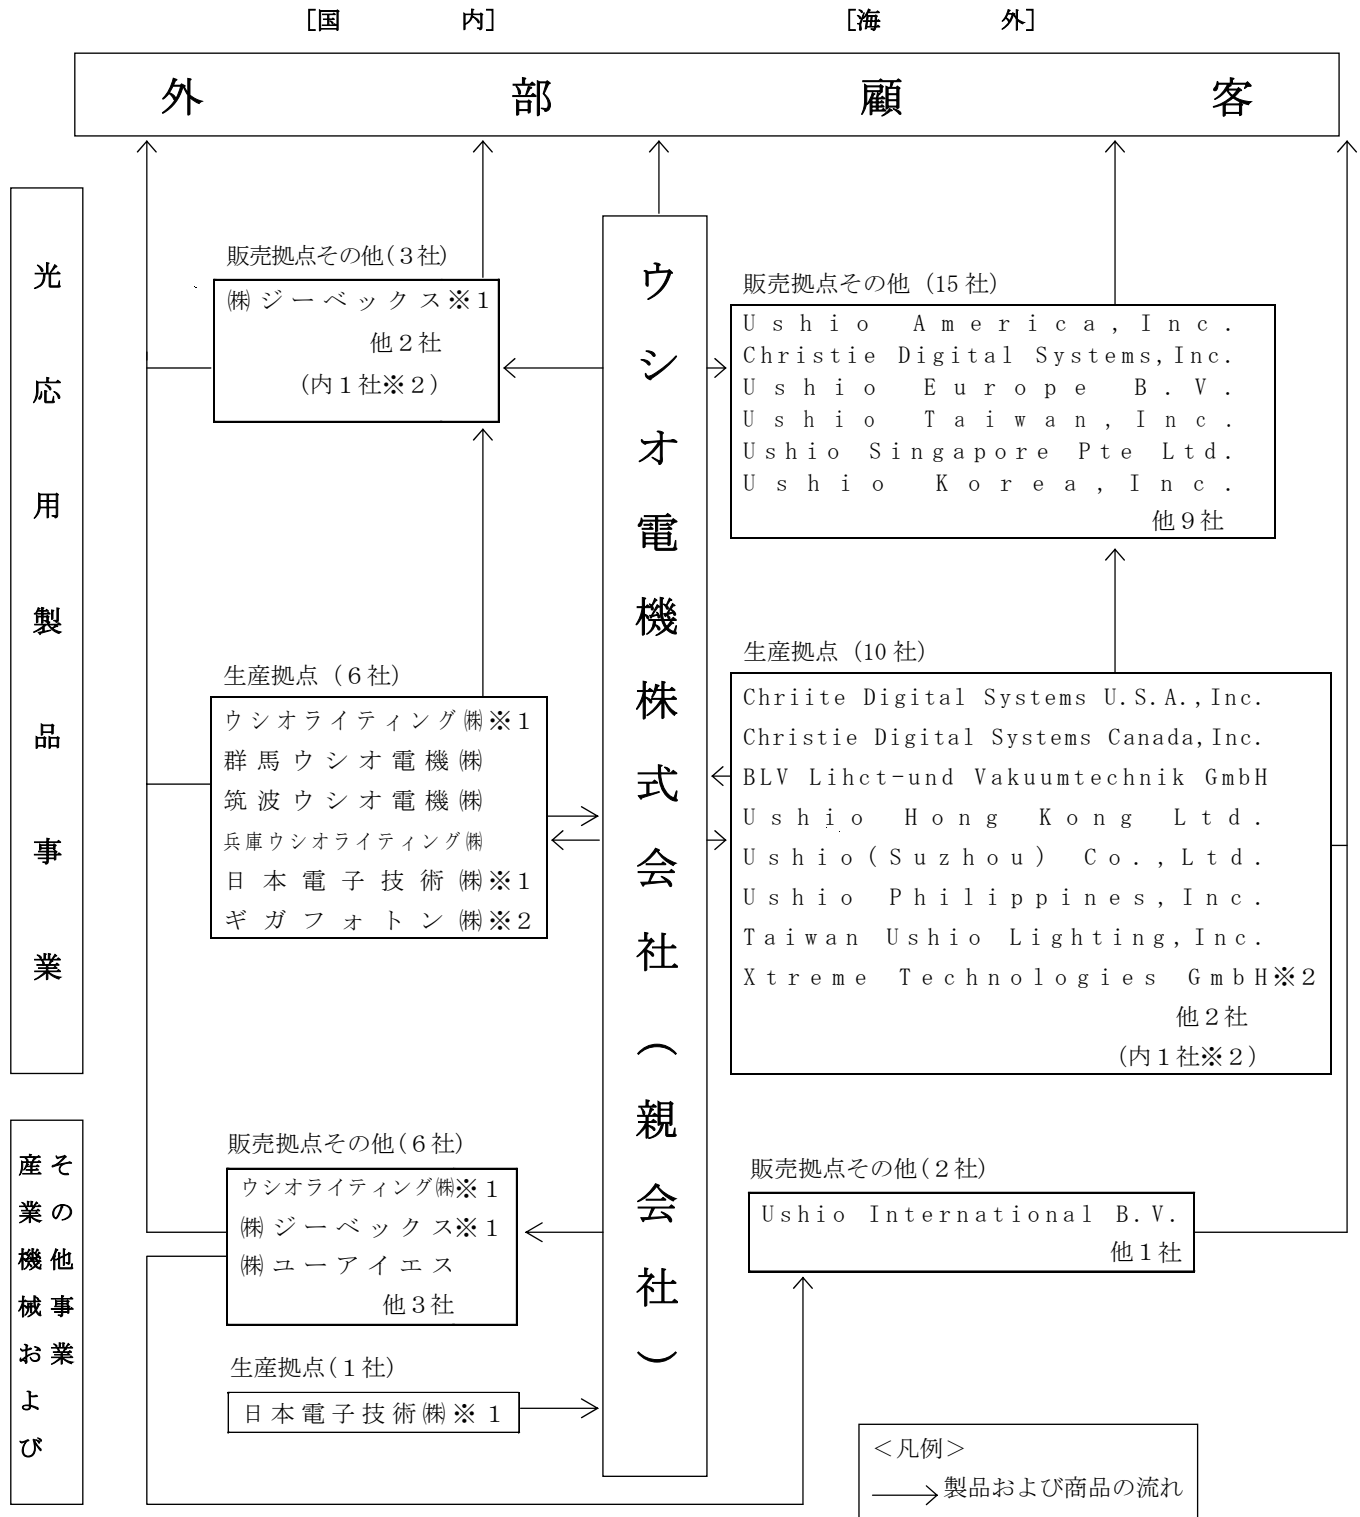 [国　内]　[海　外]
外部顧客
光応用製品事業
販売拠点その他(３社)
㈱ジーベックス※１
他２社
(内１社※２)
ウシオ電機株式会社（親会社）
販売拠点その他 (15社)
Ushio America,Inc.
Christie Digital Systems,Inc.
Ushio Europe B.V.
Ushio Taiwan,Inc.
Ushio Singapore Pte Ltd.
Ushio Korea,Inc.
他９社
生産拠点 (６社)
ウシオライティング㈱※１
群馬ウシオ電機㈱
筑波ウシオ電機㈱
兵庫ウシオライティング㈱
日本電子技術㈱※１
ギガフォトン㈱※２
生産拠点 (10社)
Chriite Digital Systems U.S.A.,Inc.
Christie Digital Systems Canada,Inc.
BLV Lihct-und Vakuumtechnik GmbH
Ushio Hong Kong Ltd.
Ushio(Suzhou) Co.,Ltd.
Ushio Philippines,Inc.
Taiwan Ushio Lighting,Inc.
Xtreme Technologies GmbH※２
他２社
(内１社※２)
産業機械および
その他事業
販売拠点その他(６社)
ウシオライティング㈱※１
㈱ジーベックス※１
㈱ユーアイエス
他３社
生産拠点(１社)
日本電子技術㈱※１
販売拠点その他(２社)
Ushio International B.V.
他１社
＜凡例＞
製品および商品の流れ